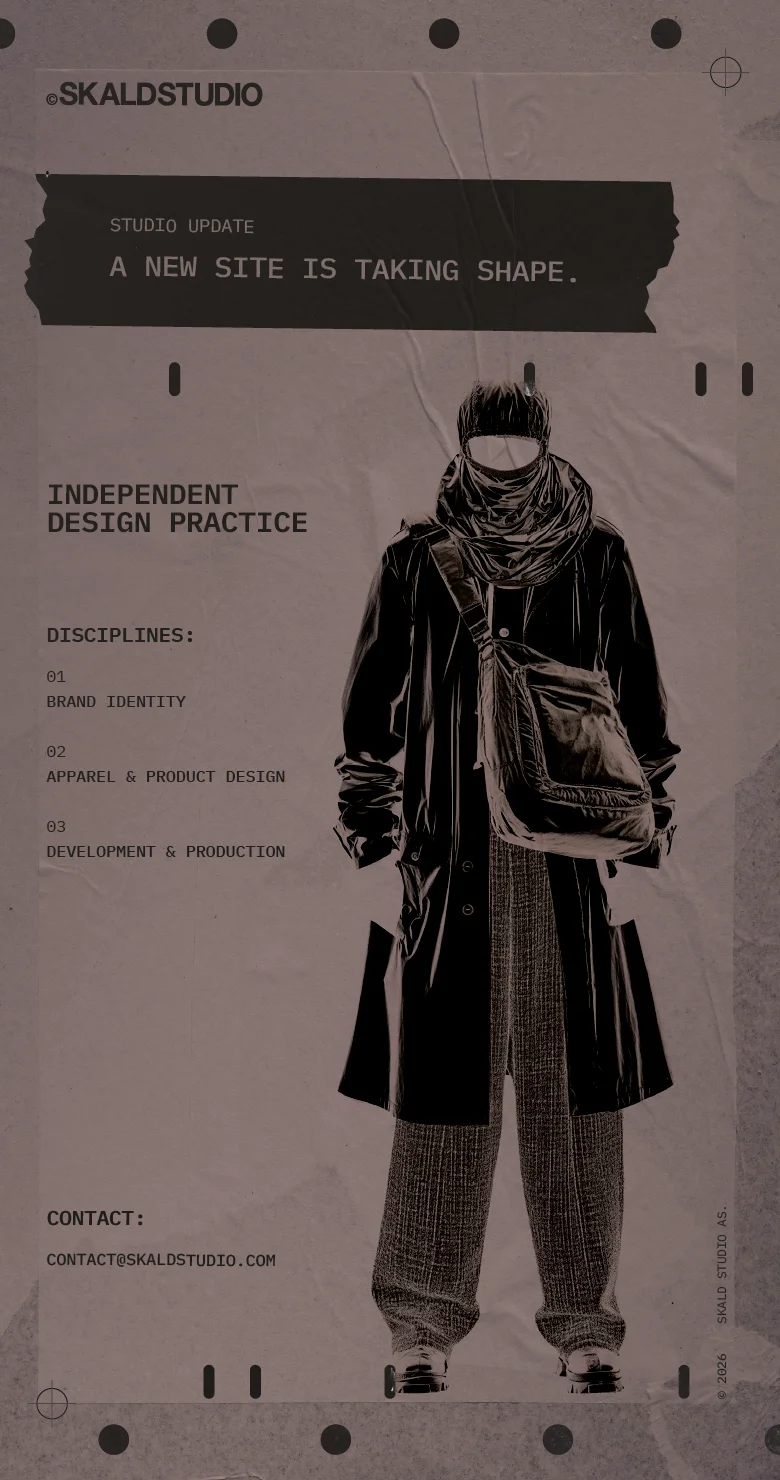 ©SKALDSTUDIO
STUDIO UPDATE
A NEW SITE IS TAKING SHAPE.
INDEPENDENT
DESIGN PRACTICE
DISCIPLINES:
01
BRAND IDENTITY
02
APPAREL & PRODUCT DESIGN
03
DEVELOPMENT & PRODUCTION
CONTACT:
CONTACT@SKALDSTUDIO.COM
© 2026 SKALD STUDIO AS.